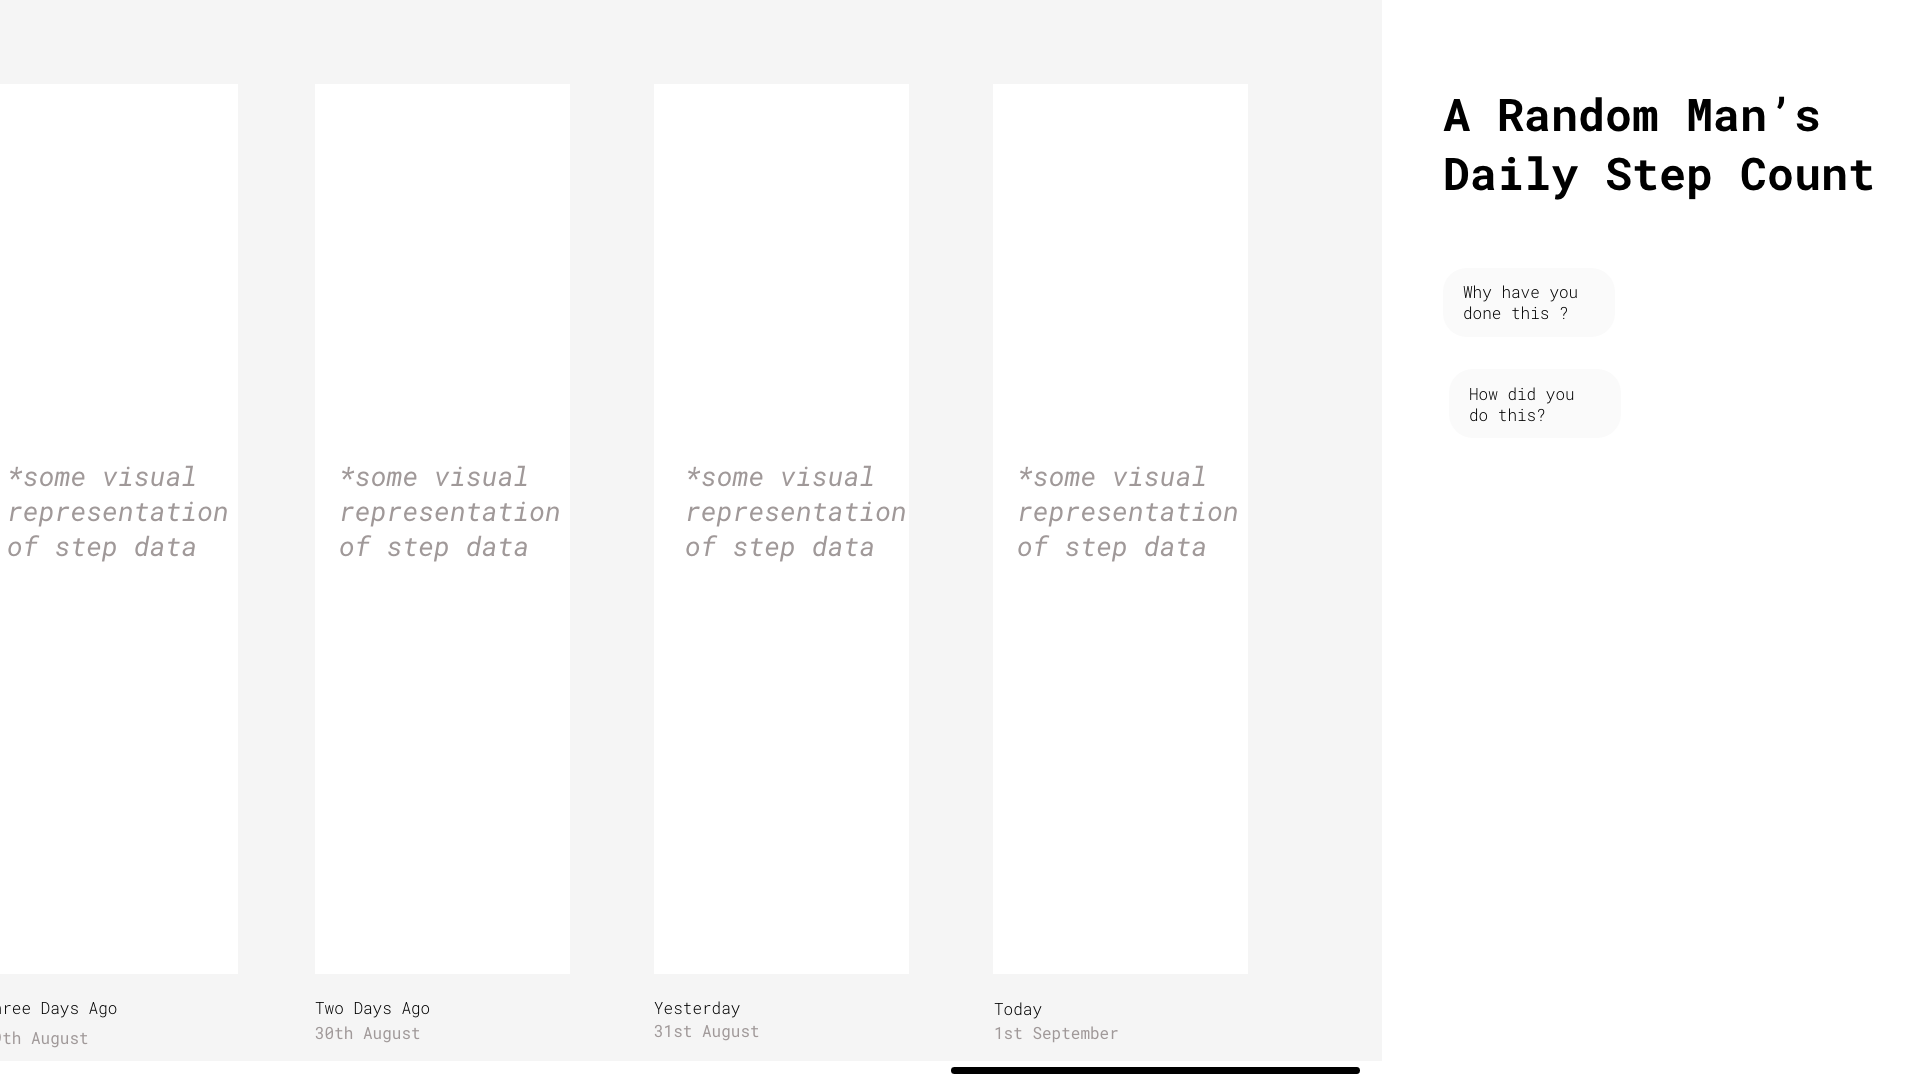 A Random Man’s
Daily Step Count
Why have you
done this ?
How did you
do this?
*some visual
representation
of step data
*some visual
representation
of step data
*some visual
representation
of step data
*some visual
representation
of step data
ree Days Ago
th August
Two Days Ago
30th August
Yesterday
31st August
Today
1st September